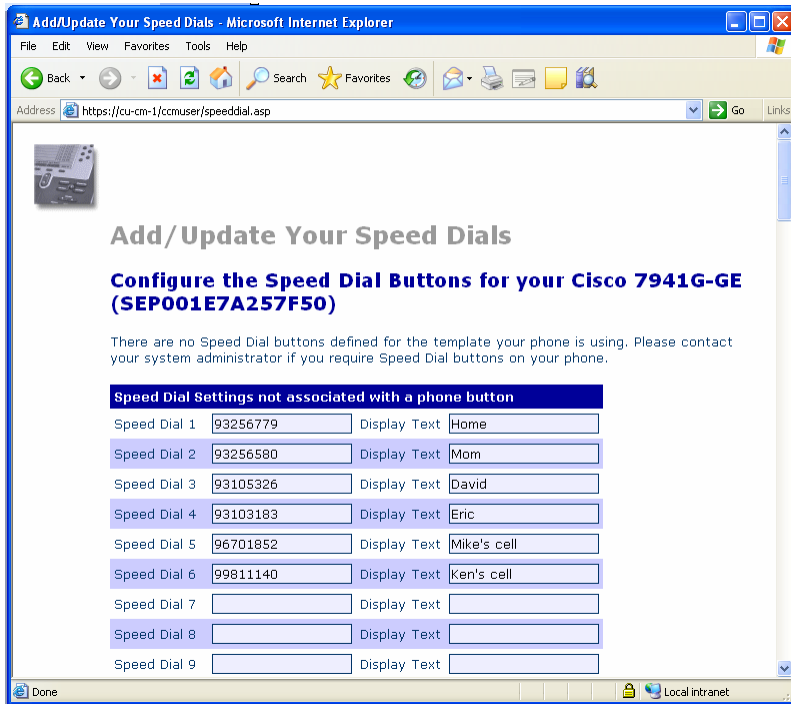 Add/Update Your Speed Dials - Microsoft Internet Explorer
File Edit View Favorites Tools Help
Back Search Favorites
Address https://cu-cm-1/ccmuser/speeddial.asp Go Links
Add/Update Your Speed Dials
Configure the Speed Dial Buttons for your Cisco 7941G-GE
(SEP001E7A257F50)
There are no Speed Dial buttons defined for the template your phone is using. Please contact
your system administrator if you require Speed Dial buttons on your phone.
Speed Dial Settings not associated with a phone button
Speed Dial 1 93256779 Display Text Home
Speed Dial 2 93256580 Display Text Mom
Speed Dial 3 93105326 Display Text David
Speed Dial 4 93103183 Display Text Eric
Speed Dial 5 96701852 Display Text Mike's cell
Speed Dial 6 99811140 Display Text Ken's cell
Speed Dial 7 Display Text
Speed Dial 8 Display Text
Speed Dial 9 Display Text
Done Local intranet